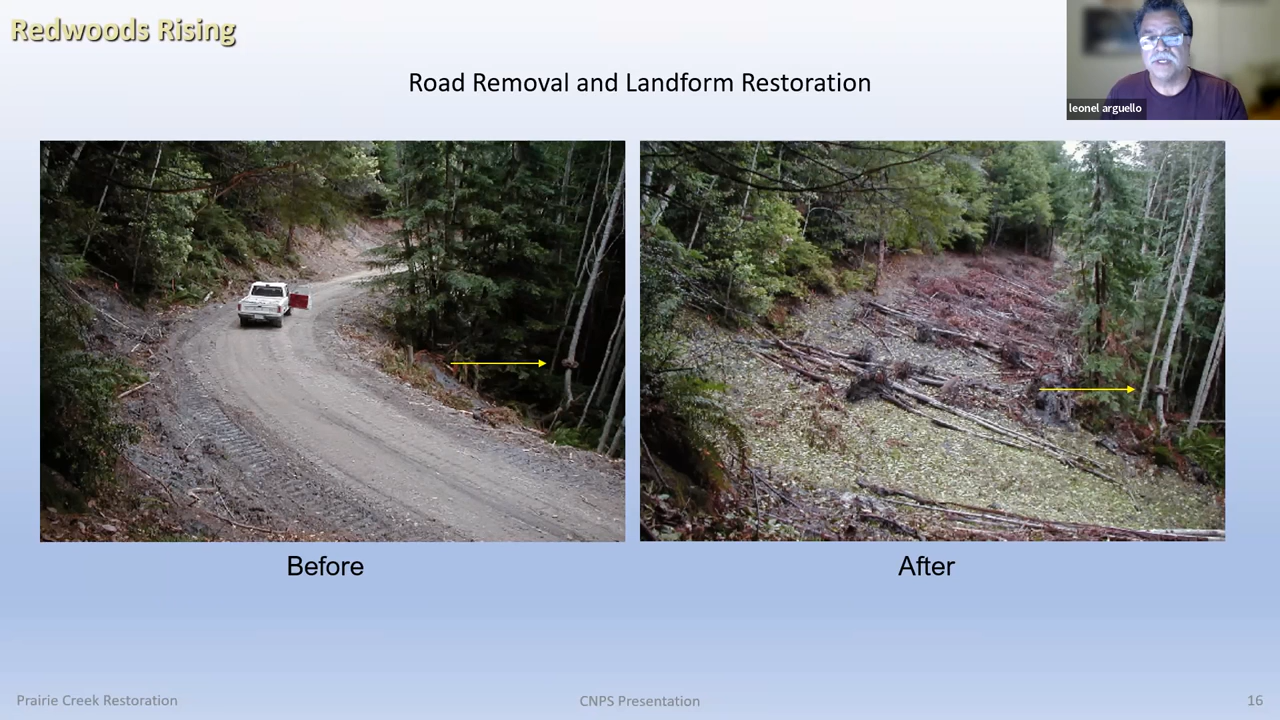 Redwoods Rising
Road Removal and Landform Restoration
leonel arguello
Before
After
Prairie Creek Restoration
CNPS Presentation
16